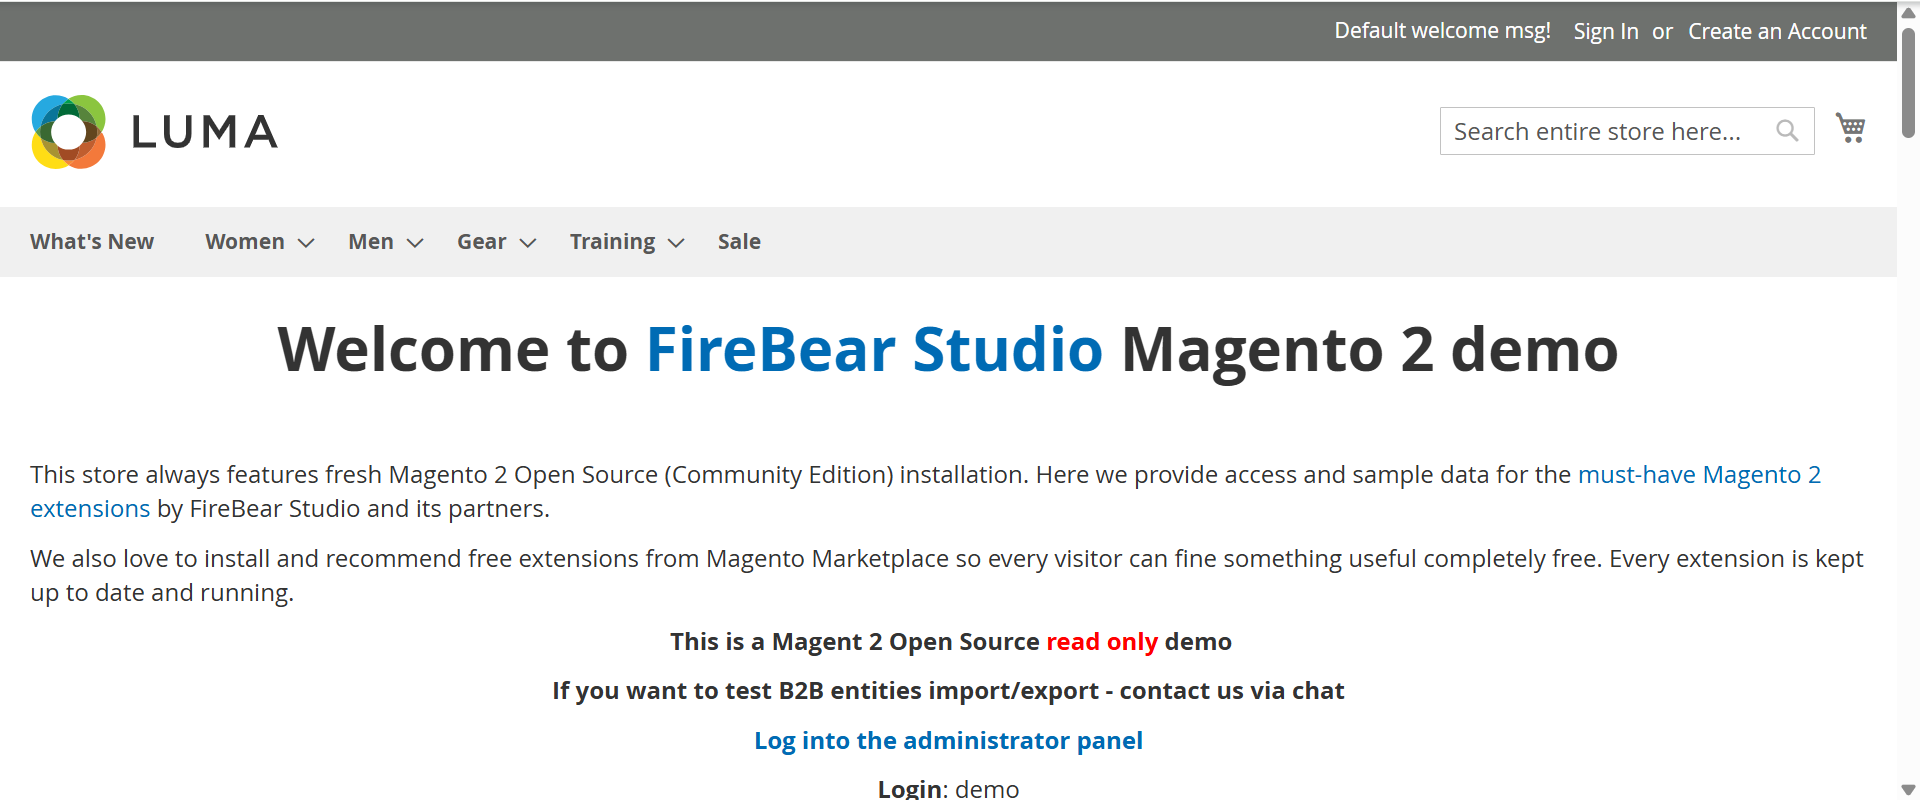 Default welcome msg! Sign In or Create an Account
LUMA
Search entire store here...
What's New Women Men Gear Training Sale
Welcome to FireBear Studio Magento 2 demo
This store always features fresh Magento 2 Open Source (Community Edition) installation. Here we provide access and sample data for the must-have Magento 2
extensions by FireBear Studio and its partners.
We also love to install and recommend free extensions from Magento Marketplace so every visitor can fine something useful completely free. Every extension is kept
up to date and running.
This is a Magent 2 Open Source read only demo
If you want to test B2B entities import/export - contact us via chat
Log into the administrator panel
Login: demo